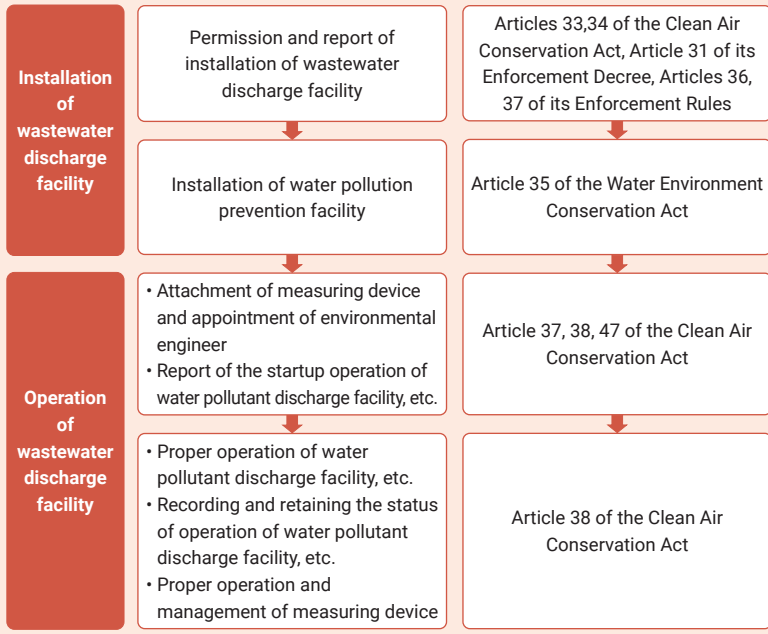 Installation
of
wastewater
discharge
facility
Permission and report of
installation of wastewater
discharge facility
Articles 33,34 of the Clean Air
Conservation Act, Article 31 of its
Enforcement Decree, Articles 36,
37 of its Enforcement Rules
Installation of water pollution
prevention facility
Article 35 of the Water Environment
Conservation Act
Operation
of
wastewater
discharge
facility
• Attachment of measuring device
and appointment of environmental
engineer
• Report of the startup operation of
water pollutant discharge facility, etc.
Article 37, 38, 47 of the Clean Air
Conservation Act
• Proper operation of water
pollutant discharge facility, etc.
• Recording and retaining the status
of operation of water pollutant
discharge facility, etc.
• Proper operation and
management of measuring device
Article 38 of the Clean Air
Conservation Act